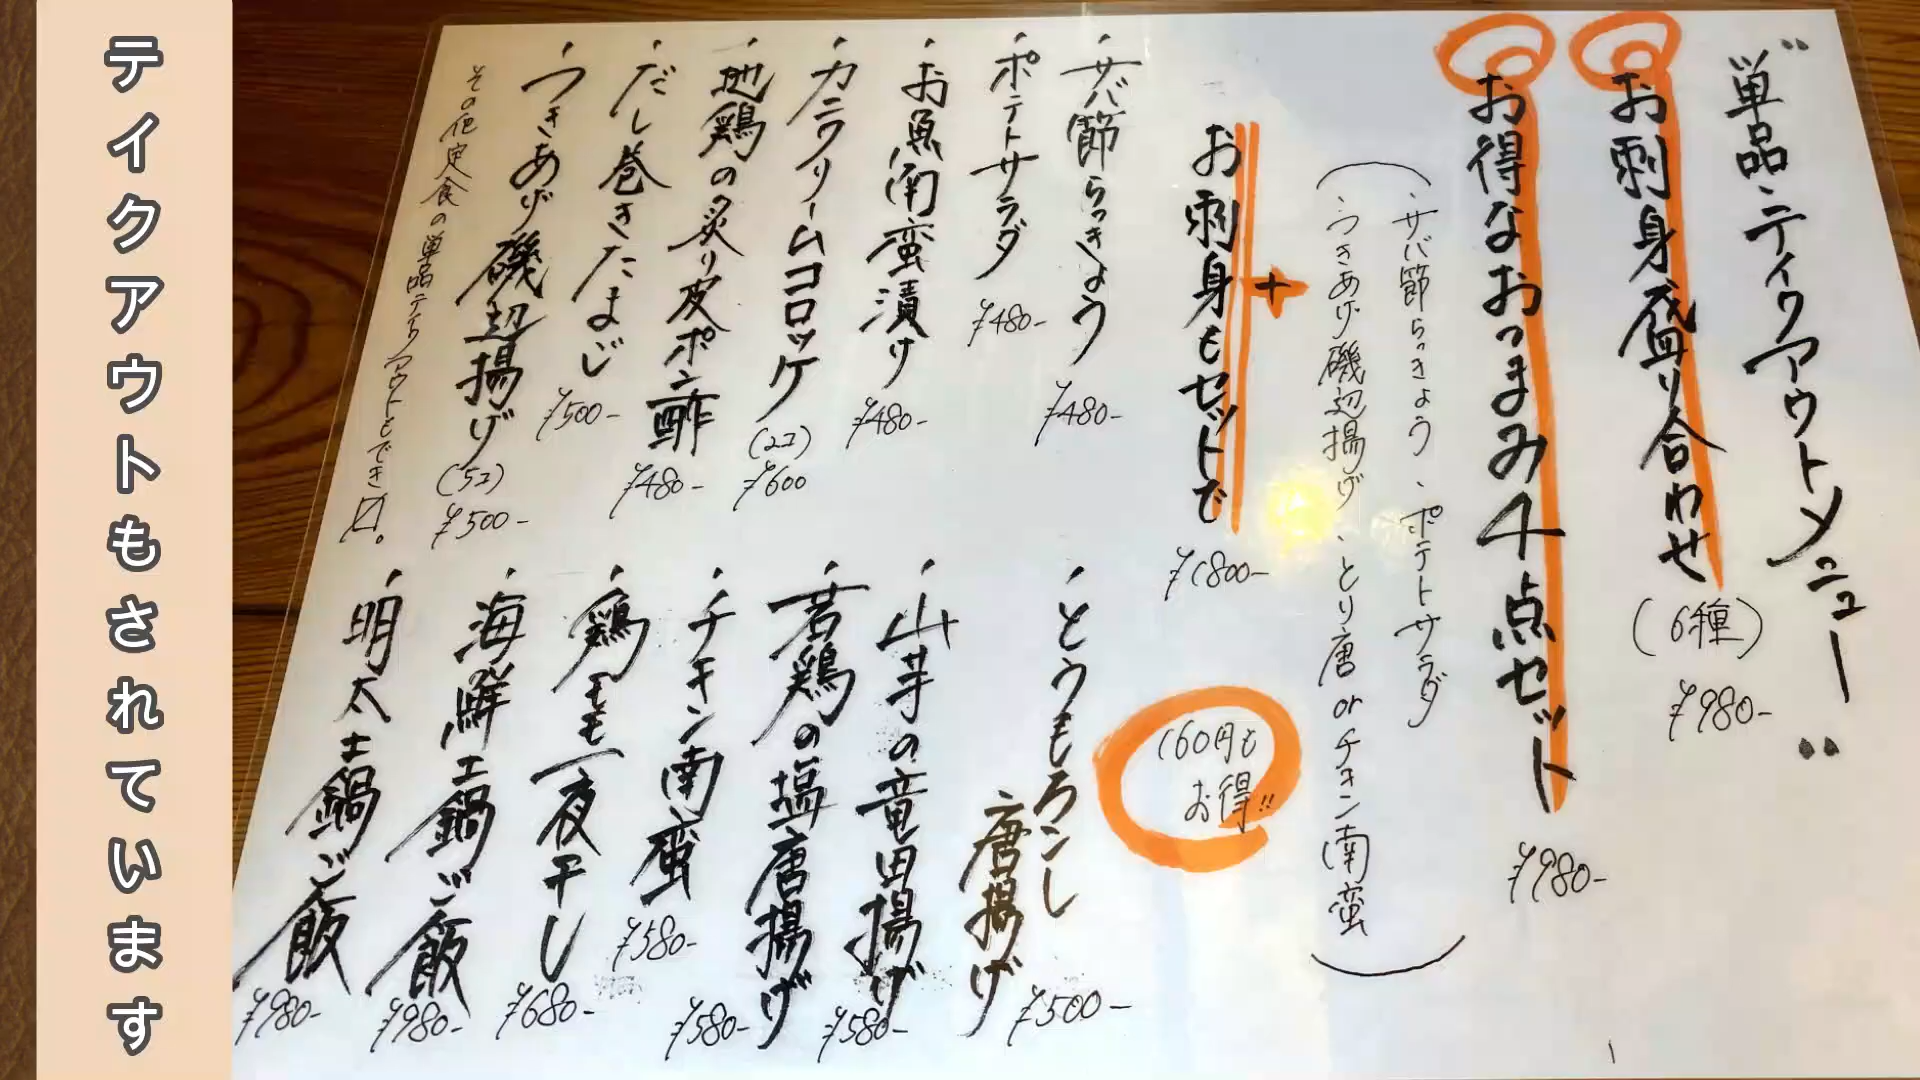 テイクアウトもされています
"単品・テイクアウトメニュー"
お刺身盛り合わせ
(6種)
¥980-
お得なおつまみ4点セット
¥980-
(・サバ節らっきょう・ポテトサラダ
・つきあげ磯辺揚げ・とり唐 or チキン南蛮)
+
お刺身もセットで
¥1800-
160円も
お得!!
・サバ節らっきょう
¥480-
・ポテトサラダ
¥480-
・お魚南蛮漬け
¥480-
・カニクリームコロッケ
(2コ)
¥600
・地鶏の炙り皮ポン酢
¥480-
・だし巻きたまご
¥500-
・つきあげ磯辺揚げ
(5コ)
¥500-
その他定食の単品テイクアウトもでき〼。
・とうもろこし
唐揚げ
¥500-
・山芋の竜田揚げ
¥580-
・若鶏の塩唐揚げ
¥580-
・チキン南蛮
¥580-
・鶏もも一夜干し
¥680-
・海鮮土鍋ご飯
¥980-
・明太土鍋ご飯
¥980-